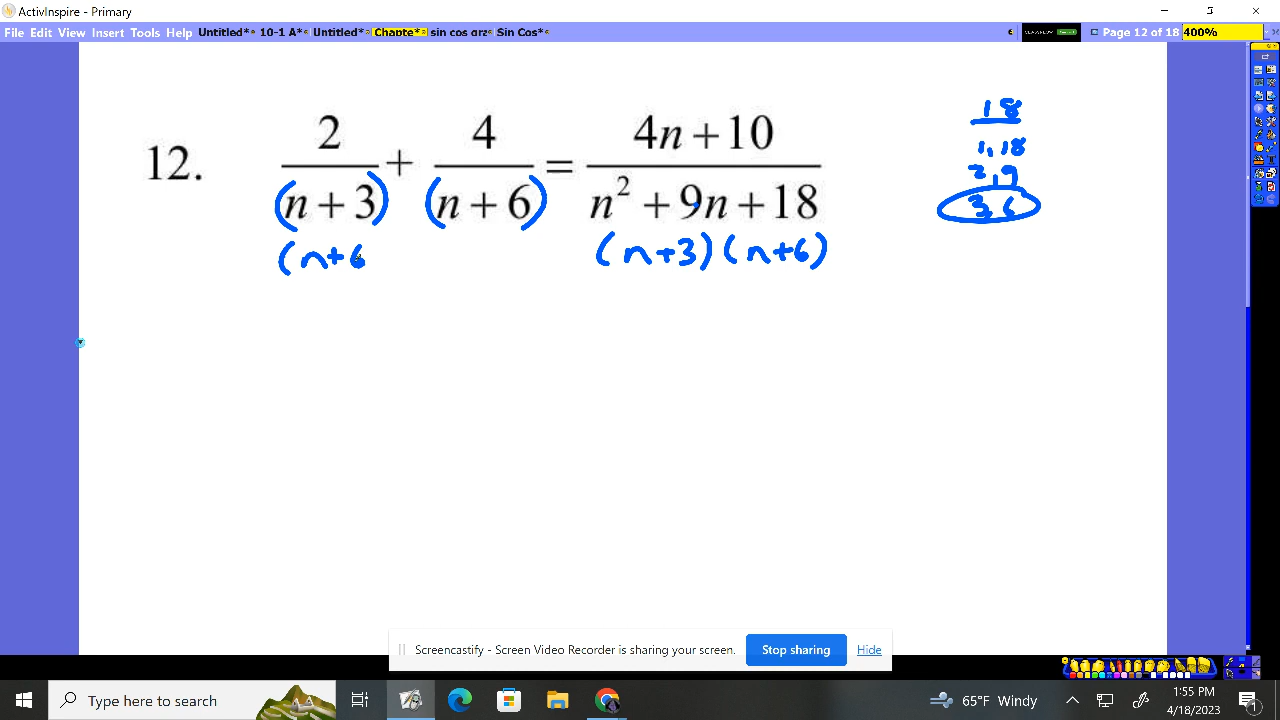 ActivInspire - Primary
File Edit View Insert Tools Help Untitled* 10-1 A* Untitled* Chapte* sin cos gra Sin Cos* Page 12 of 18 400%
12. 2/(n + 3) + 4/(n + 6) = 4n + 10/n² + 9n + 18
(n+6 (n+3)(n+6)
18
1,18
2,9
3,6
Screencastify - Screen Video Recorder is sharing your screen. Stop sharing Hide
Type here to search
65°F Windy
1:55 PM
4/18/2023
1